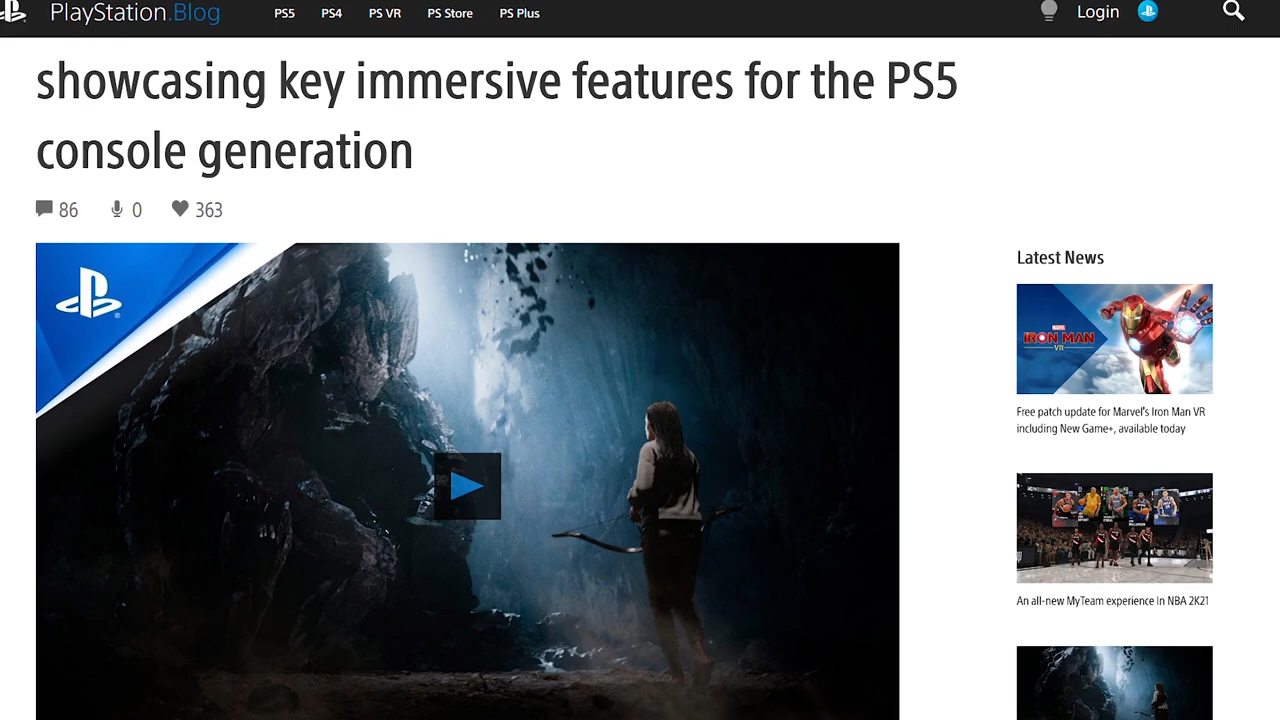 PlayStation.Blog
PS5
PS4
PS VR
PS Store
PS Plus
Login
showcasing key immersive features for the PS5
console generation
86
0
363
Latest News
MARVEL
IRON MAN
VR
Free patch update for Marvel's Iron Man VR
including New Game+, available today
An all-new MyTeam experience In NBA 2K21